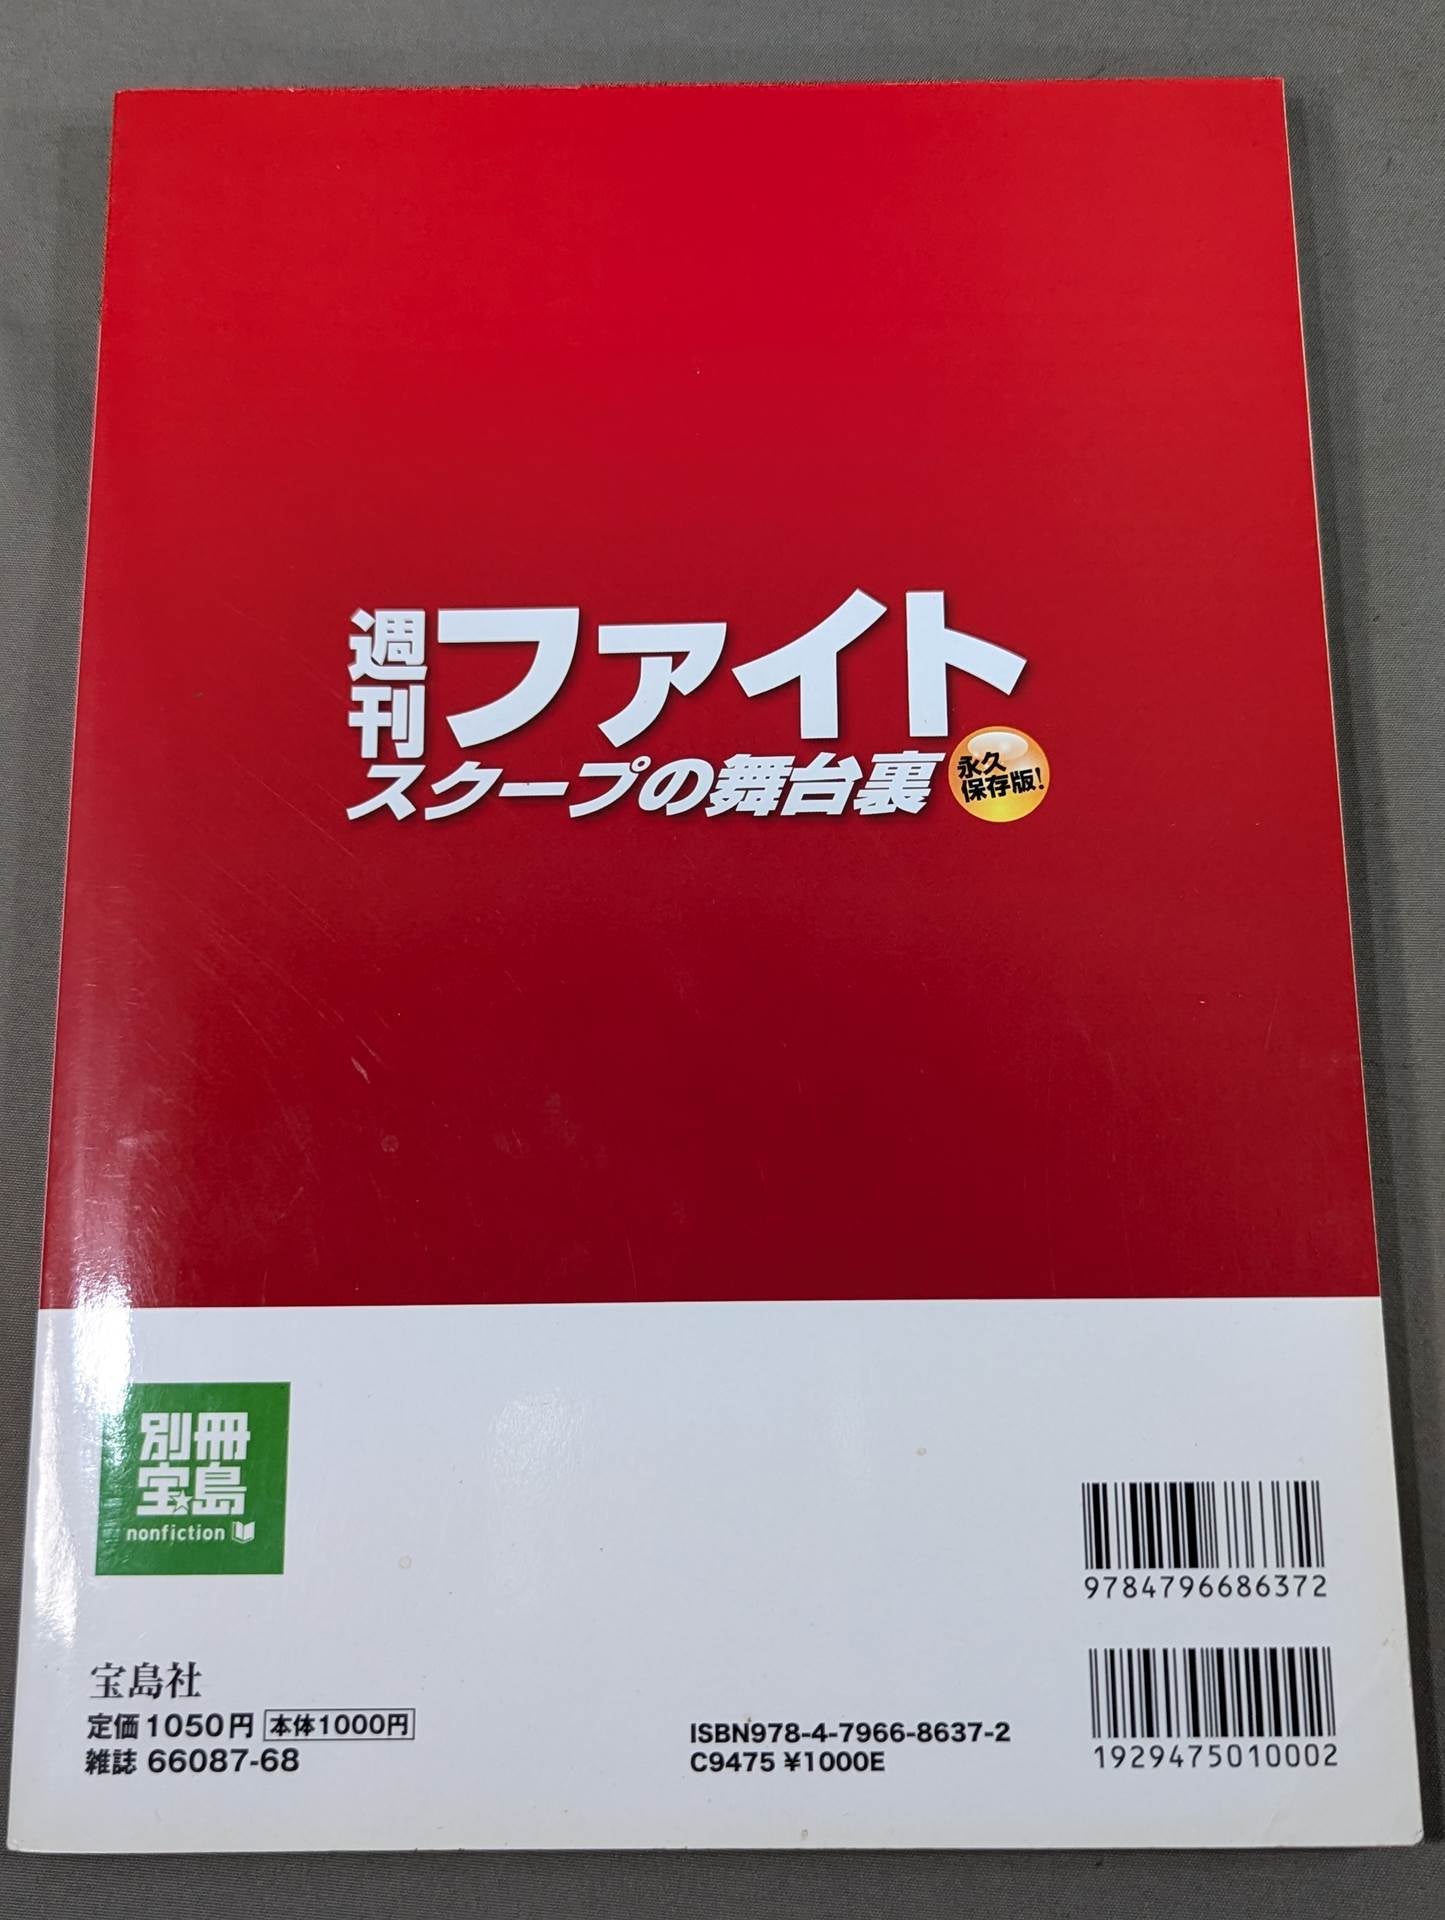 週刊ファイト
スクープの舞台裏
永久
保存版!
別冊
宝島
nonfiction
9784796686372
宝島社
定価1050円 本体1000円
雑誌 66087-68
ISBN978-4-7966-8637-2
C9475 ¥1000E
1929475010002